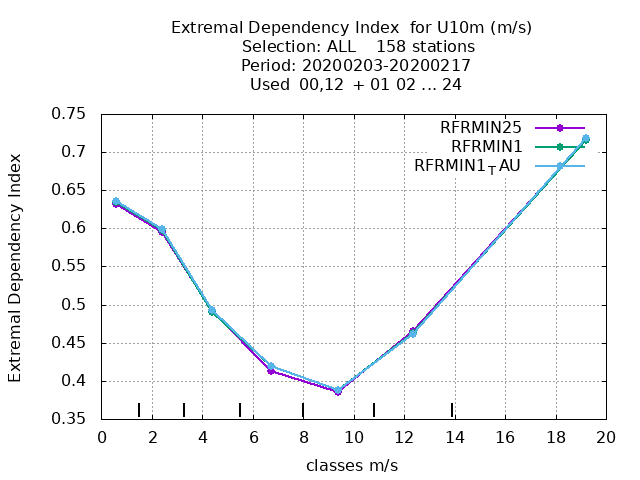 Extremal Dependency Index  for U10m (m/s)
Selection: ALL    158 stations
Period: 20200203-20200217
Used  00,12  + 01 02 ... 24
RFRMIN25
RFRMIN1
RFRMIN1TAU
Extremal Dependency Index
0.75
0.7
0.65
0.6
0.55
0.5
0.45
0.4
0.35
0 2 4 6 8 10 12 14 16 18 20
classes m/s